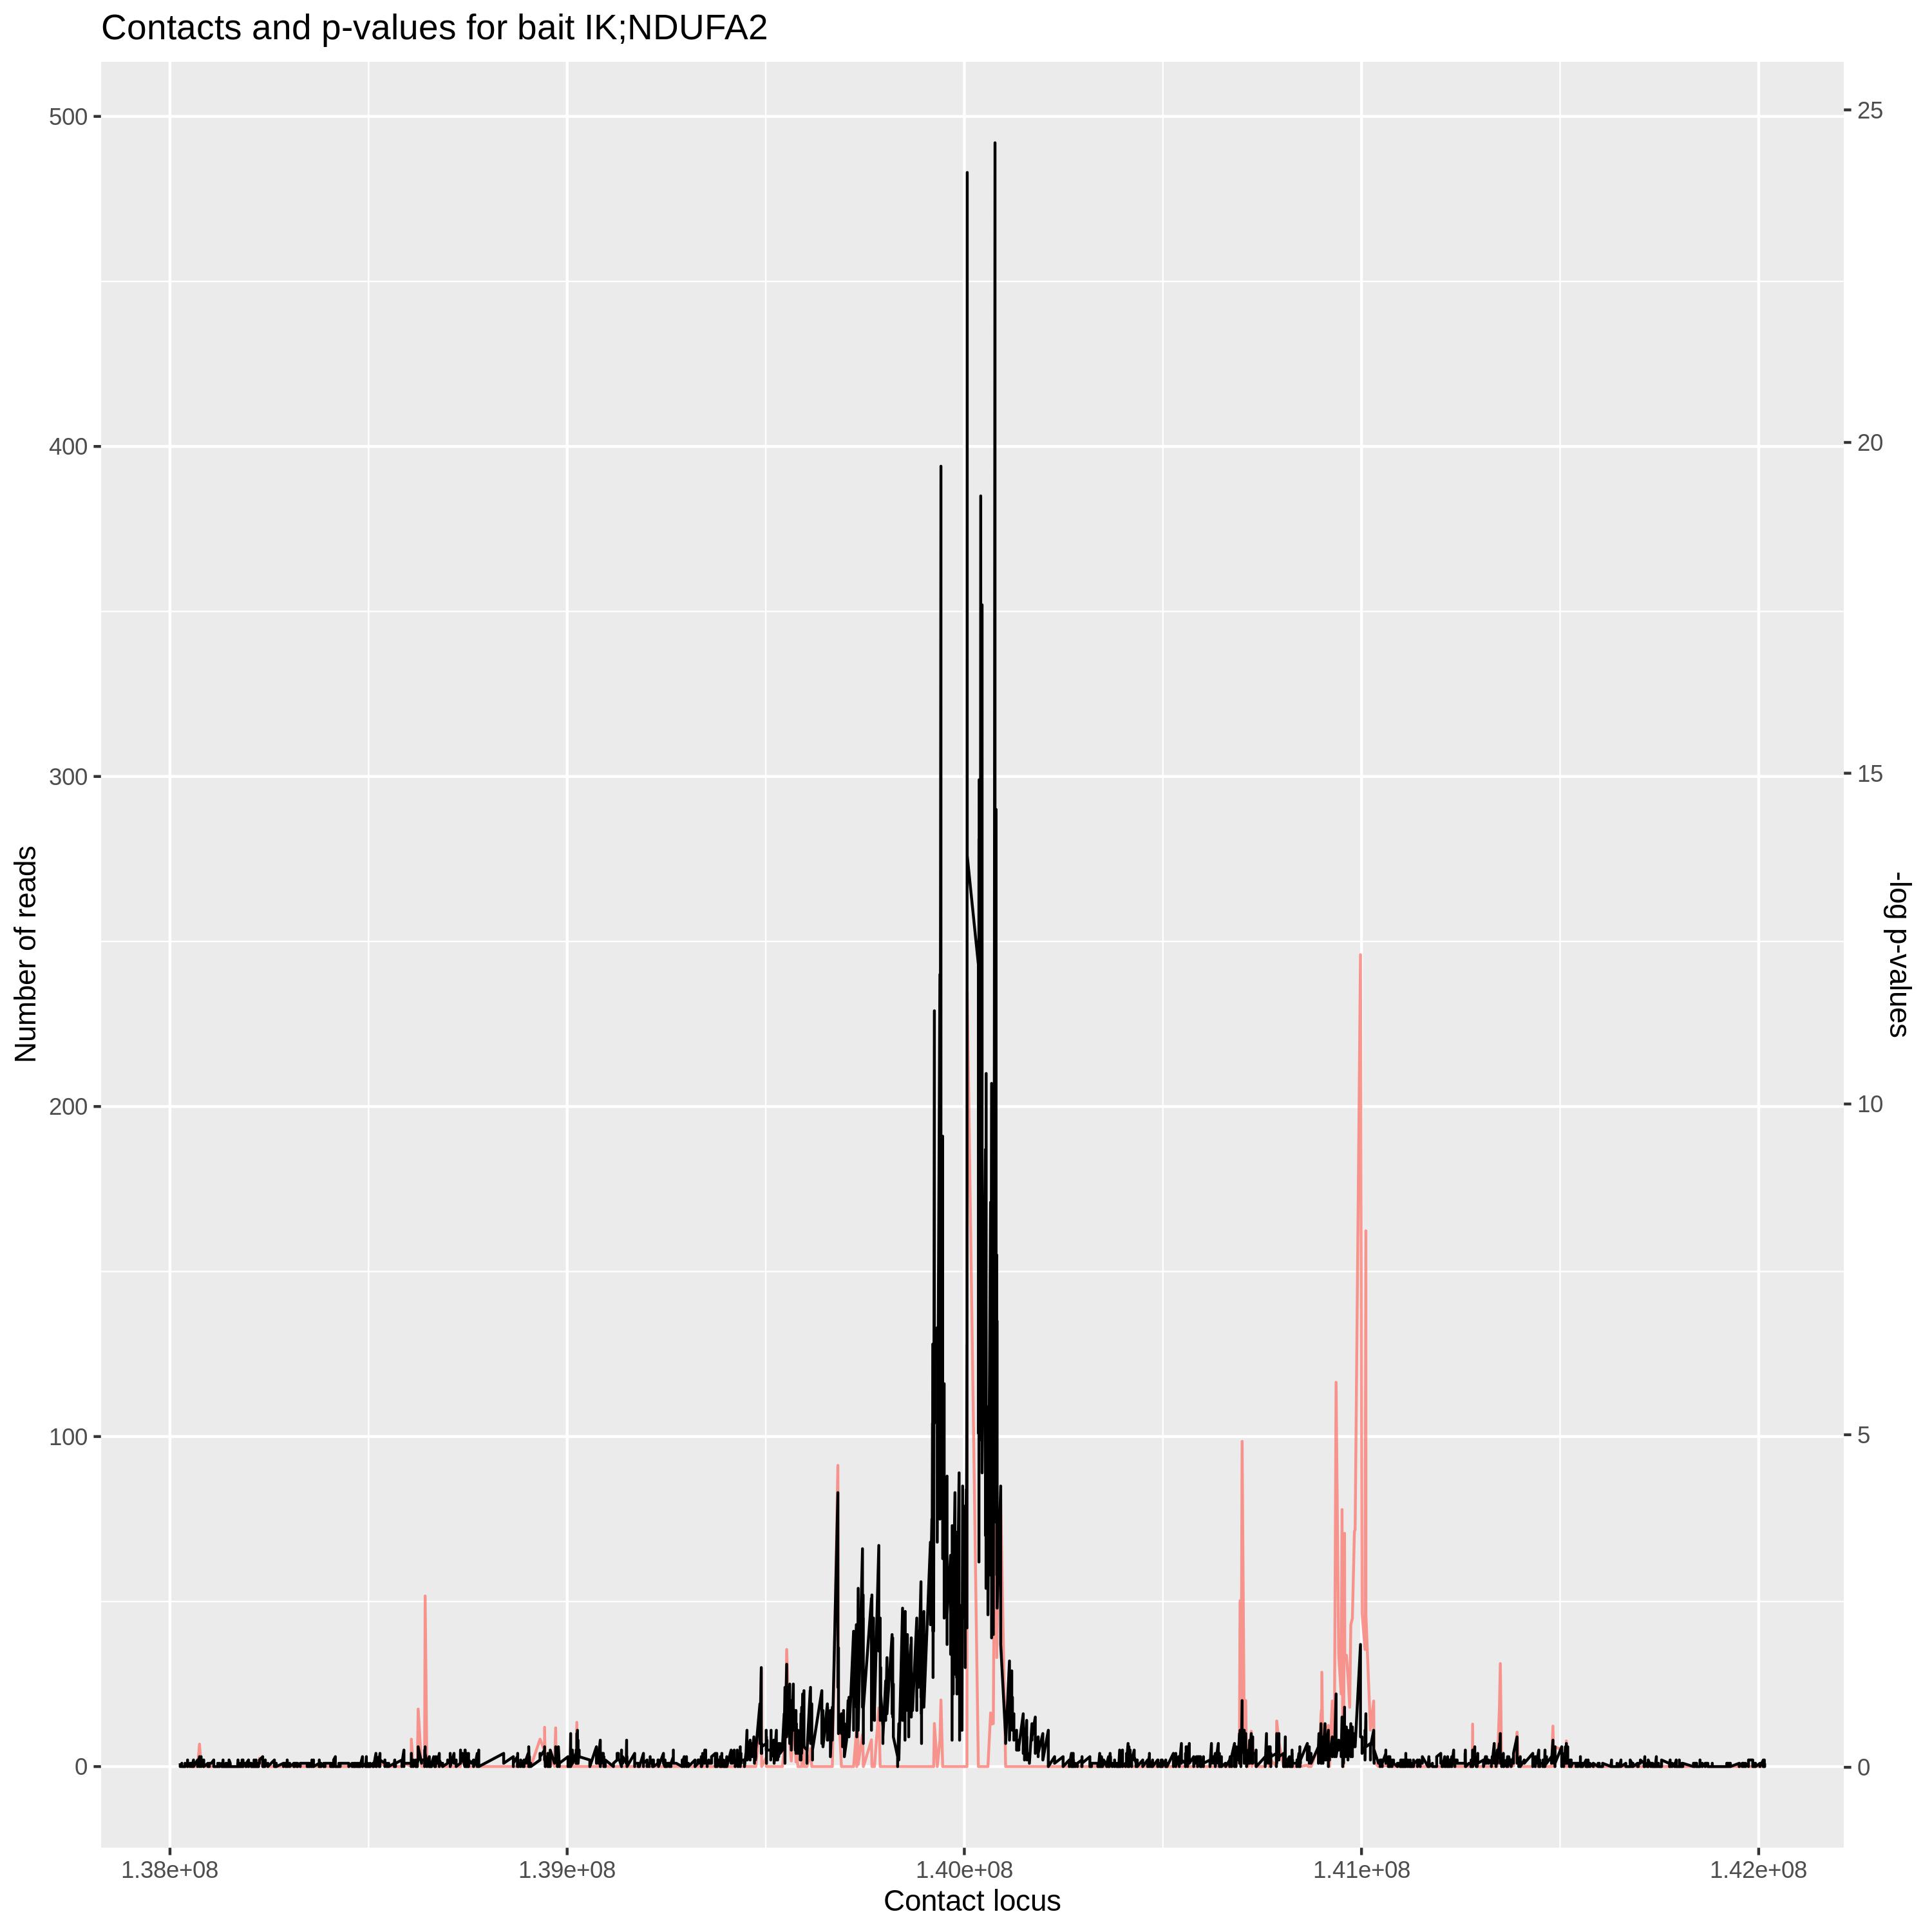 Contacts and p-values for bait IK;NDUFA2
500
400
300
200
100
0
Number of reads
25
20
15
10
5
0
-log p-values
1.38e+08
1.39e+08
1.40e+08
1.41e+08
1.42e+08
Contact locus